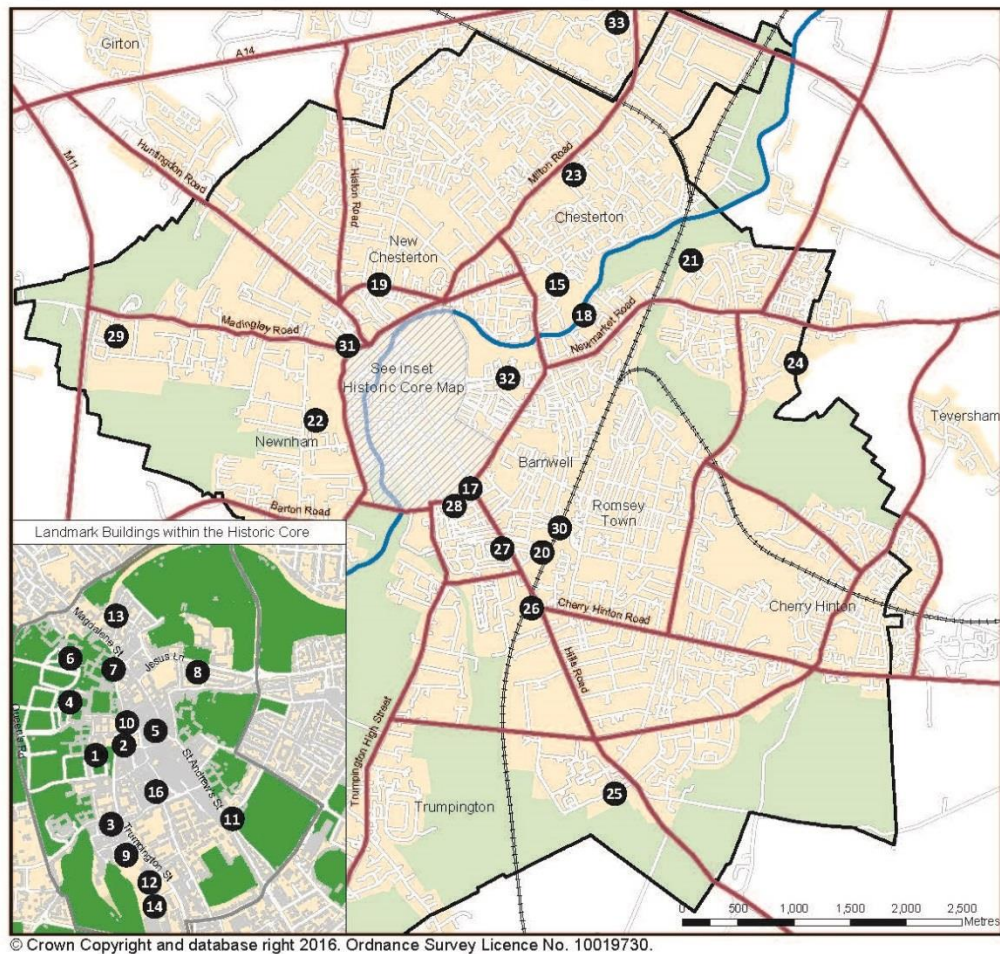 33
Girton
A 14
M11
Huntingdon Road
Histon Road
Milton Road
23
Chesterton
New
Chesterton
19
15
21
18
Newmarket Road
29
Madingley Road
31
See inset
Historic Core Map
32
24
22
Newnham
Teversham
Barnwell
17
28
Barton Road
Romsey
Town
30
27
20
26
Cherry Hinton Road
Cherry Hinton
Hills Road
Trumpington High Street
Trumpington
25
Landmark Buildings within the Historic Core
13
Magdalene St
6
7
Jesus Ln
8
4
Queen's Rd
10
5
2
1
St Andrew's St
16
11
3
Trumpington St
9
12
14
0 500 1,000 1,500 2,000 2,500
Metres
© Crown Copyright and database right 2016. Ordnance Survey Licence No. 10019730.